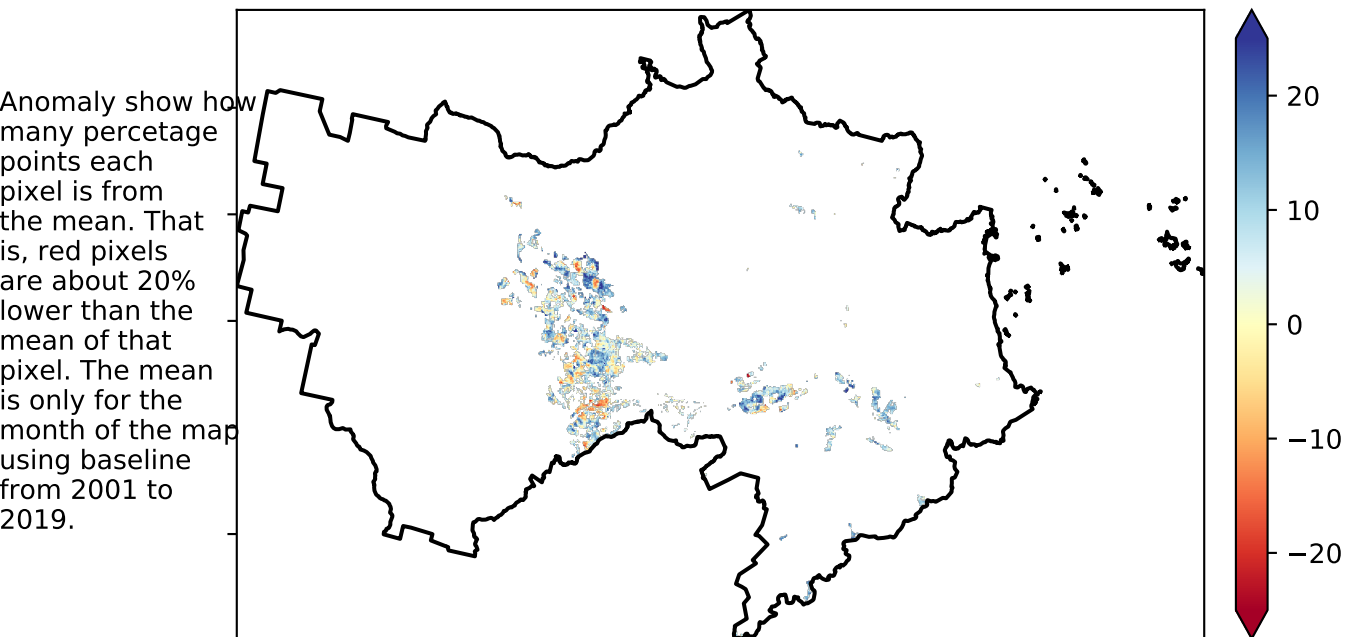 Anomaly show how
many percetage
points each
pixel is from
the mean. That
is, red pixels
are about 20%
lower than the
mean of that
pixel. The mean
is only for the
month of the map
using baseline
from 2001 to
2019.
20
10
0
−10
−20